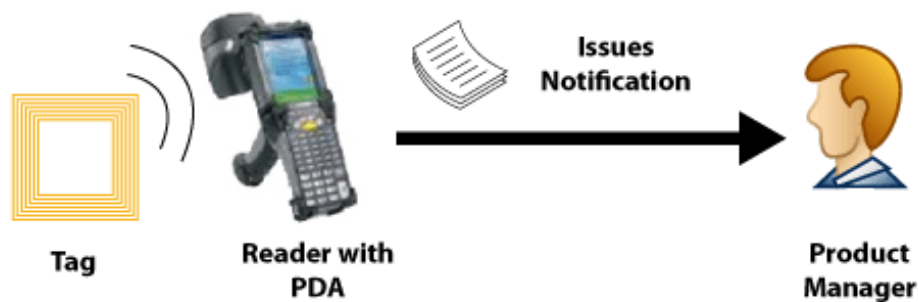 Issues
Notification
Tag
Reader with
PDA
Product
Manager